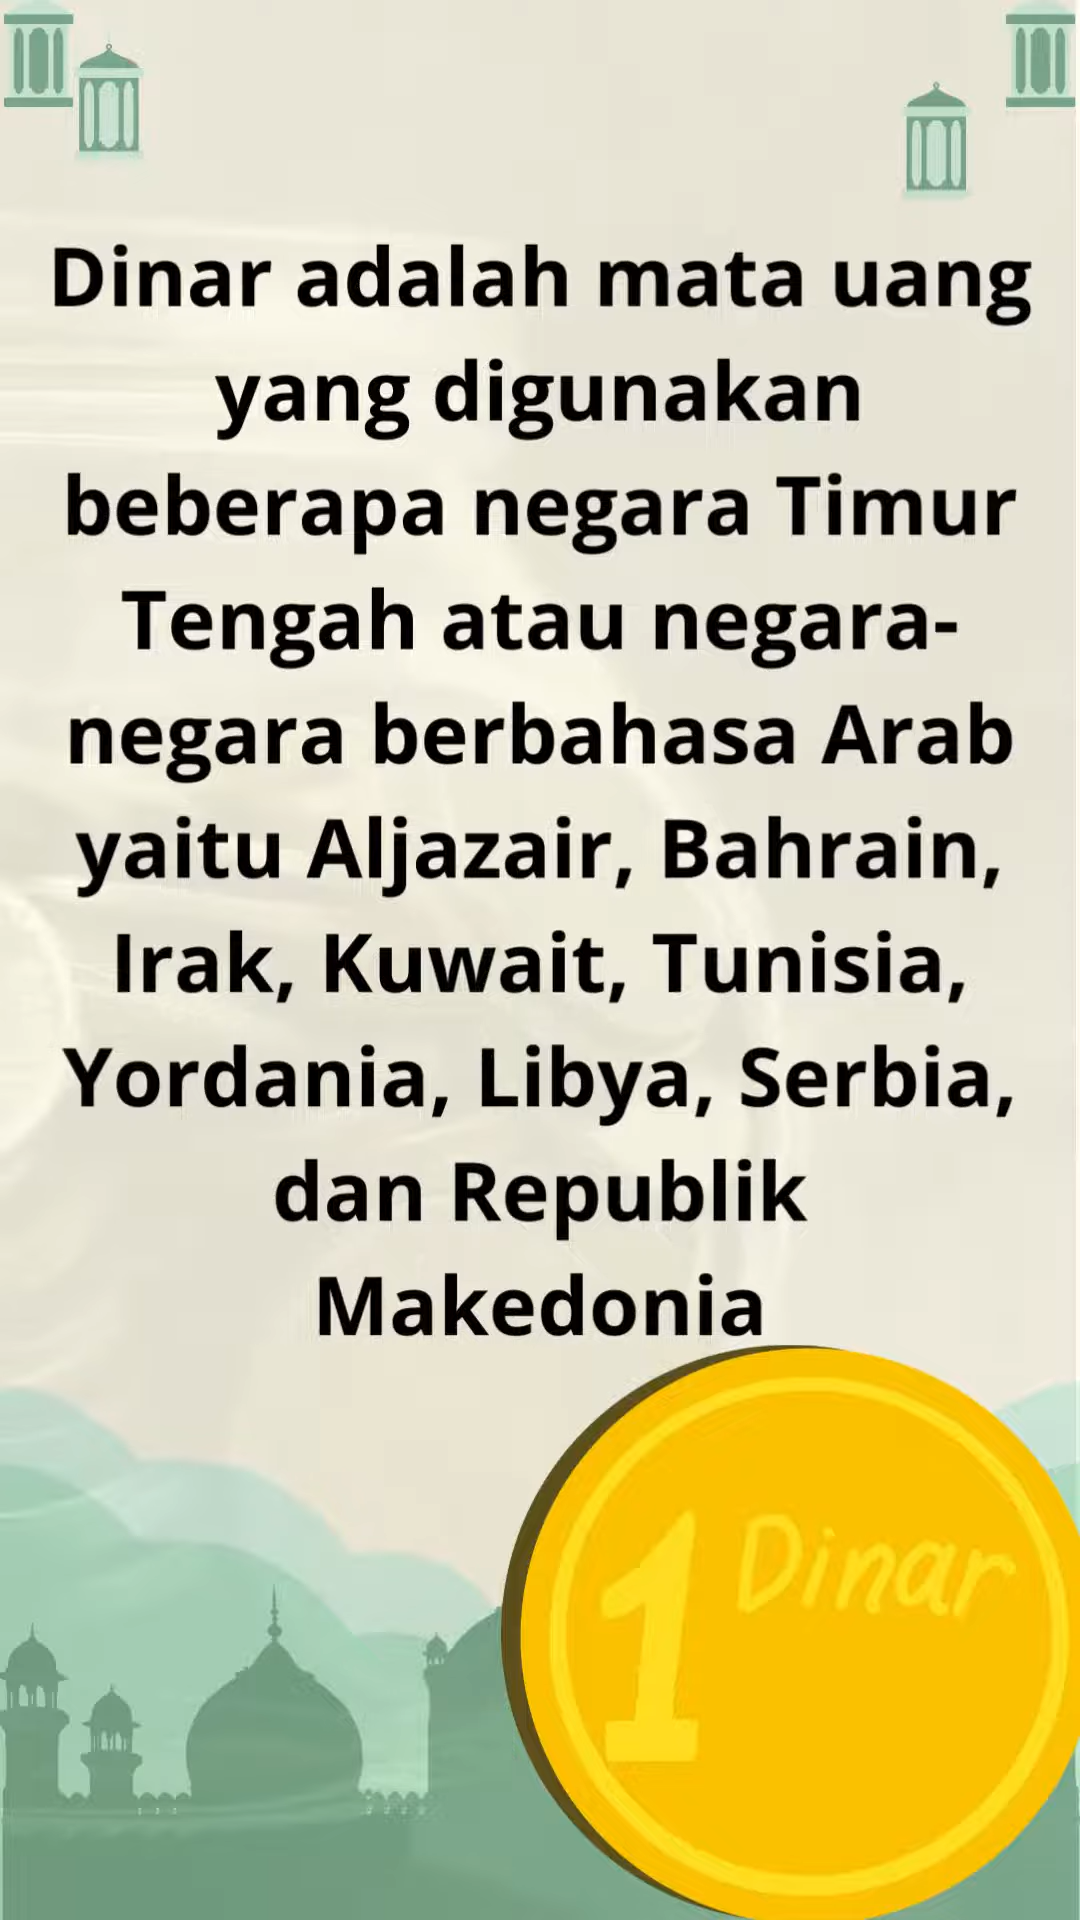 Dinar adalah mata uang
yang digunakan
beberapa negara Timur
Tengah atau negara-
negara berbahasa Arab
yaitu Aljazair, Bahrain,
Irak, Kuwait, Tunisia,
Yordania, Libya, Serbia,
dan Republik
Makedonia
1 Dinar